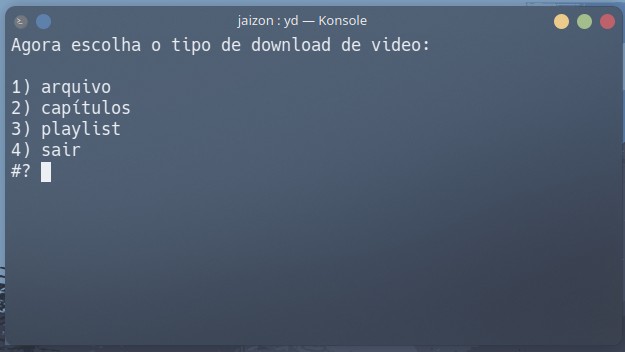 jaizon : yd — Konsole
Agora escolha o tipo de download de video:
1) arquivo
2) capítulos
3) playlist
4) sair
#?